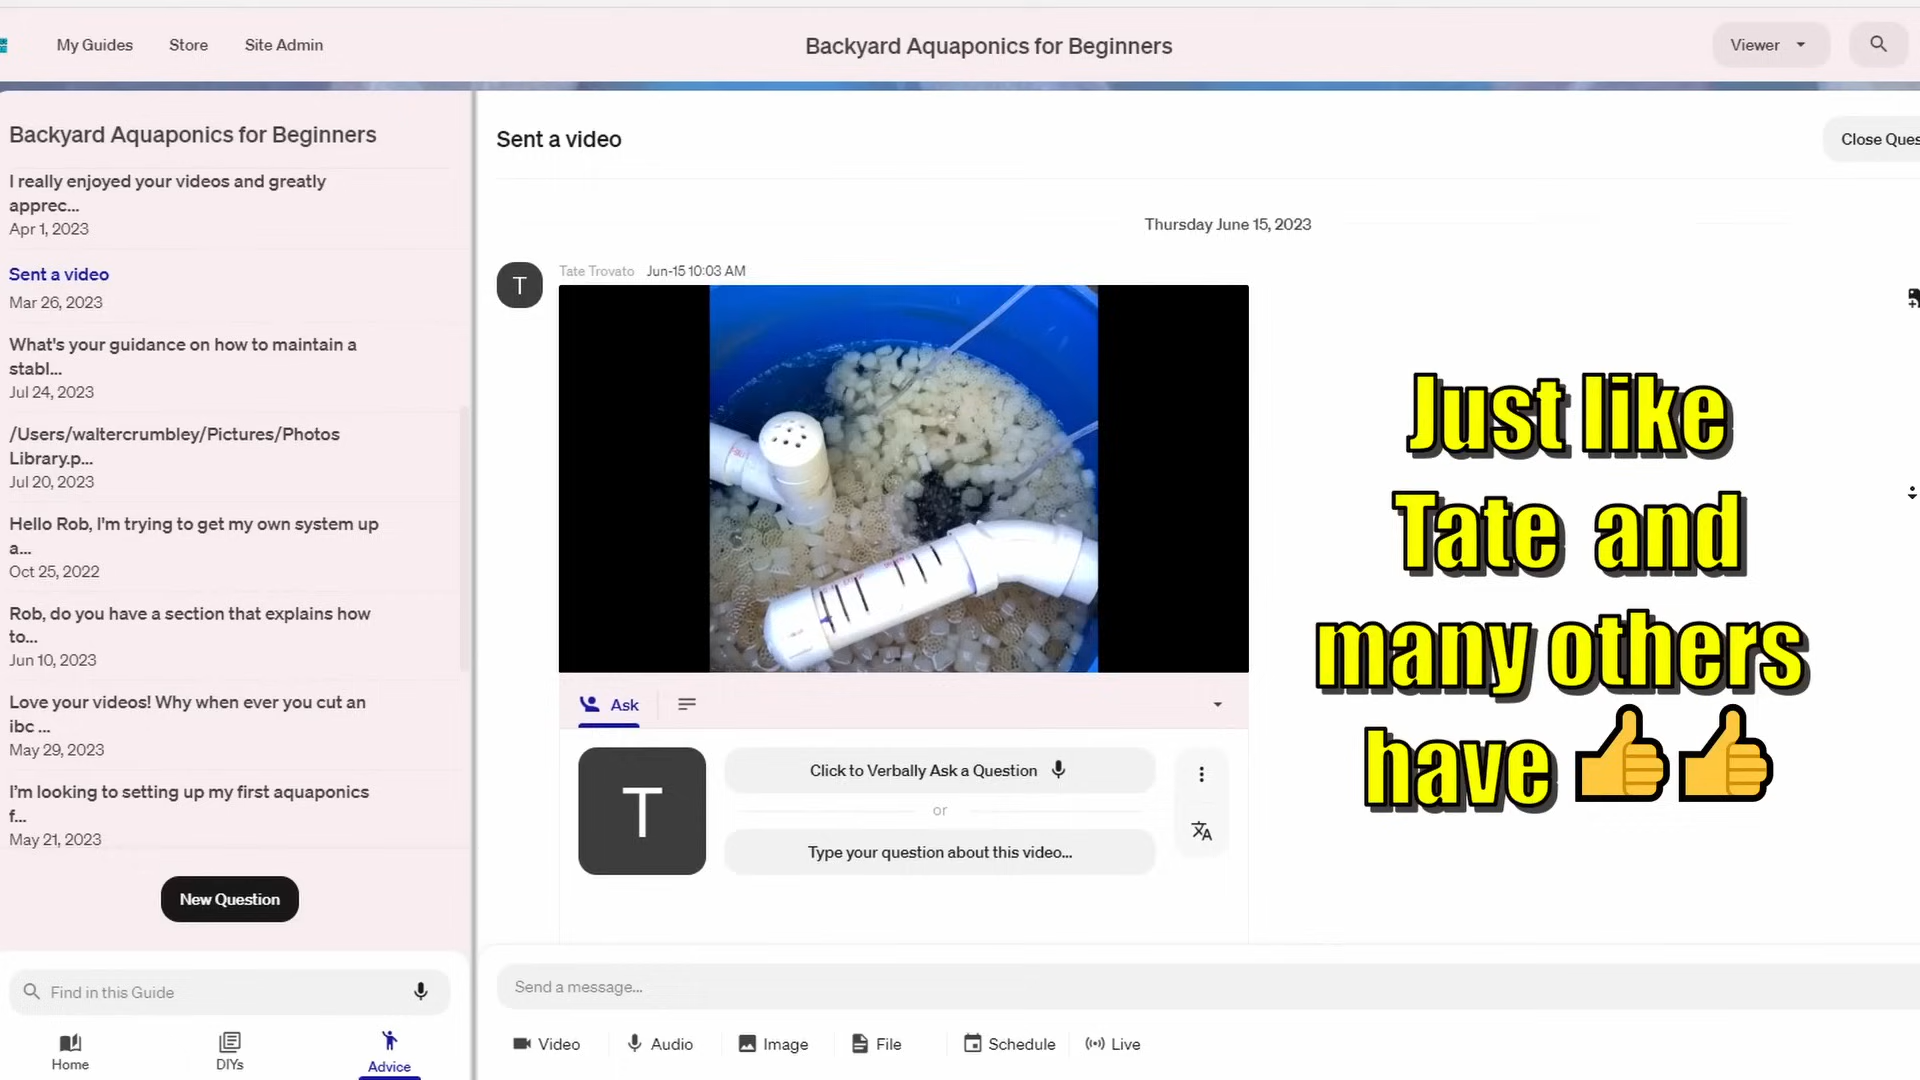 My Guides
Store
Site Admin
Backyard Aquaponics for Beginners
Viewer
Backyard Aquaponics for Beginners
I really enjoyed your videos and greatly
apprec...
Apr 1, 2023
Sent a video
Mar 26, 2023
What's your guidance on how to maintain a
stabl...
Jul 24, 2023
/Users/waltercrumbley/Pictures/Photos
Library.p...
Jul 20, 2023
Hello Rob, I'm trying to get my own system up
a...
Oct 25, 2022
Rob, do you have a section that explains how
to...
Jun 10, 2023
Love your videos! Why when ever you cut an
ibc ...
May 29, 2023
I'm looking to setting up my first aquaponics
f...
May 21, 2023
New Question
Find in this Guide
Home
DIYs
Advice
Sent a video
Close Ques
Thursday June 15, 2023
T
Tate Trovato Jun-15 10:03 AM
Ask
T
Click to Verbally Ask a Question
or
Type your question about this video...
Just like
Tate and
many others
have 👍👍
Send a message...
Video
Audio
Image
File
Schedule
Live